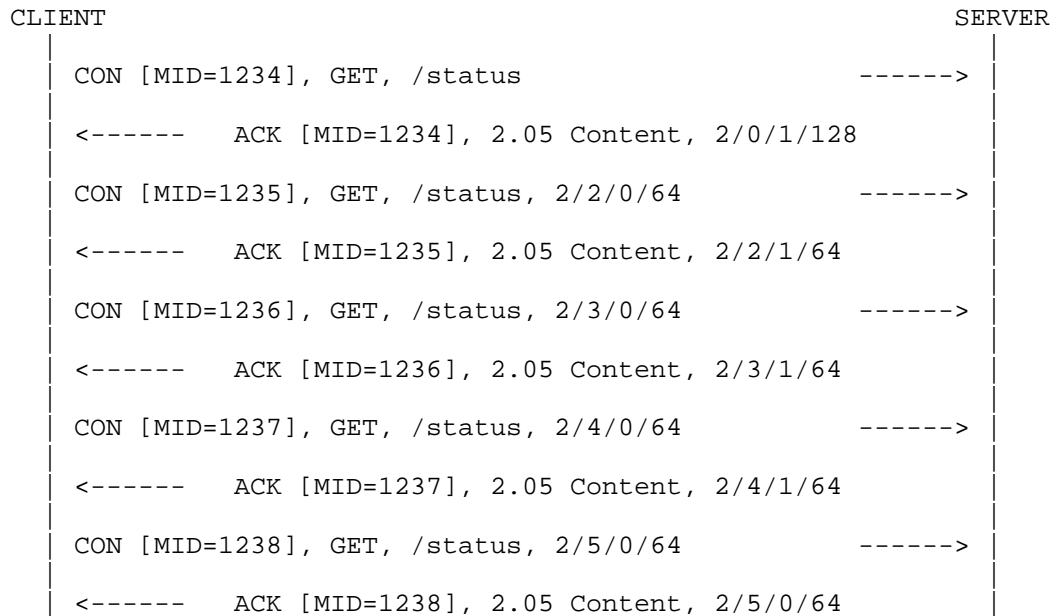 CLIENT SERVER
CON [MID=1234], GET, /status ------>
<------ ACK [MID=1234], 2.05 Content, 2/0/1/128
CON [MID=1235], GET, /status, 2/2/0/64 ------>
<------ ACK [MID=1235], 2.05 Content, 2/2/1/64
CON [MID=1236], GET, /status, 2/3/0/64 ------>
<------ ACK [MID=1236], 2.05 Content, 2/3/1/64
CON [MID=1237], GET, /status, 2/4/0/64 ------>
<------ ACK [MID=1237], 2.05 Content, 2/4/1/64
CON [MID=1238], GET, /status, 2/5/0/64 ------>
<------ ACK [MID=1238], 2.05 Content, 2/5/0/64